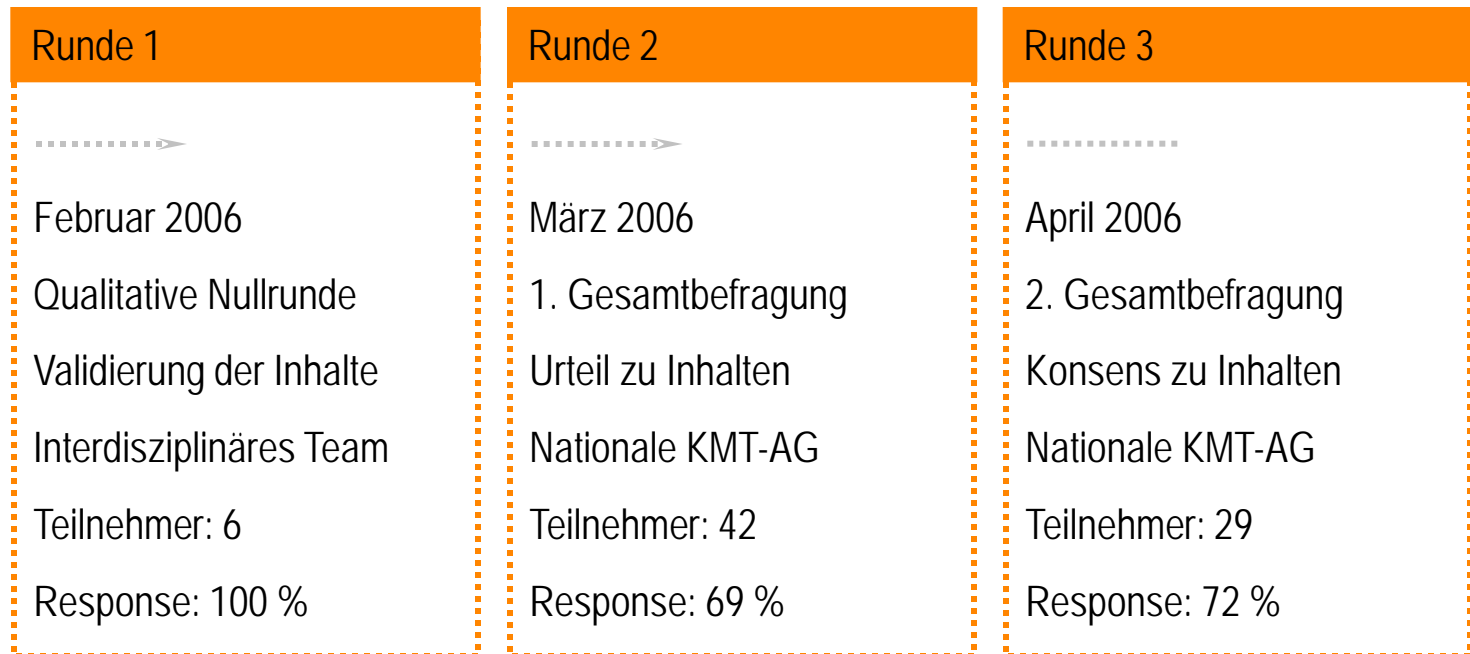 Runde 1
Februar 2006
Qualitative Nullrunde
Validierung der Inhalte
Interdisziplinäres Team
Teilnehmer: 6
Response: 100 %
Runde 2
März 2006
1. Gesamtbefragung
Urteil zu Inhalten
Nationale KMT-AG
Teilnehmer: 42
Response: 69 %
Runde 3
April 2006
2. Gesamtbefragung
Konsens zu Inhalten
Nationale KMT-AG
Teilnehmer: 29
Response: 72 %